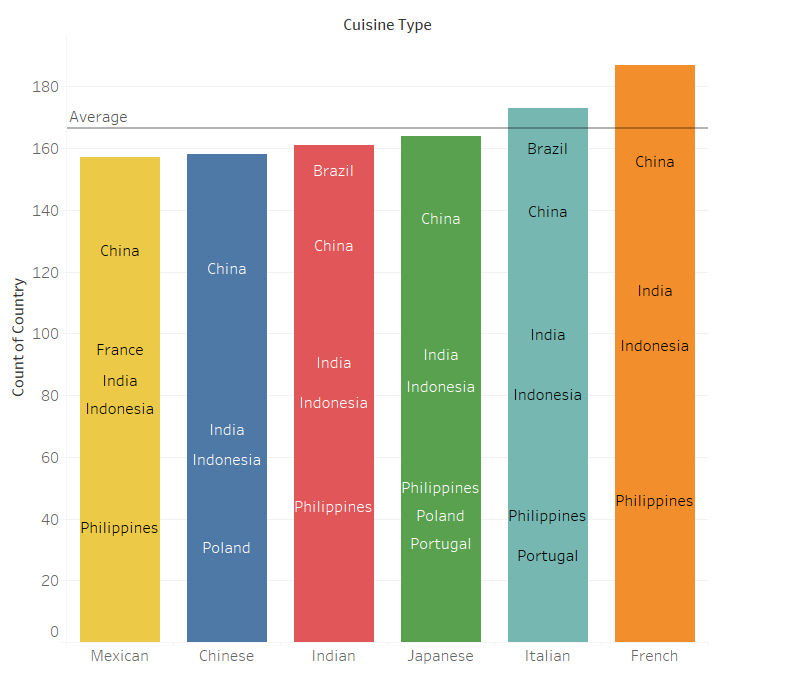 Cuisine Type
Count of Country
180
160
140
120
100
80
60
40
20
0
Average
China
France
India
Indonesia
Philippines
China
India
Indonesia
Poland
Brazil
China
India
Indonesia
Philippines
China
India
Indonesia
Philippines
Poland
Portugal
Brazil
China
India
Indonesia
Philippines
Portugal
China
India
Indonesia
Philippines
Mexican
Chinese
Indian
Japanese
Italian
French